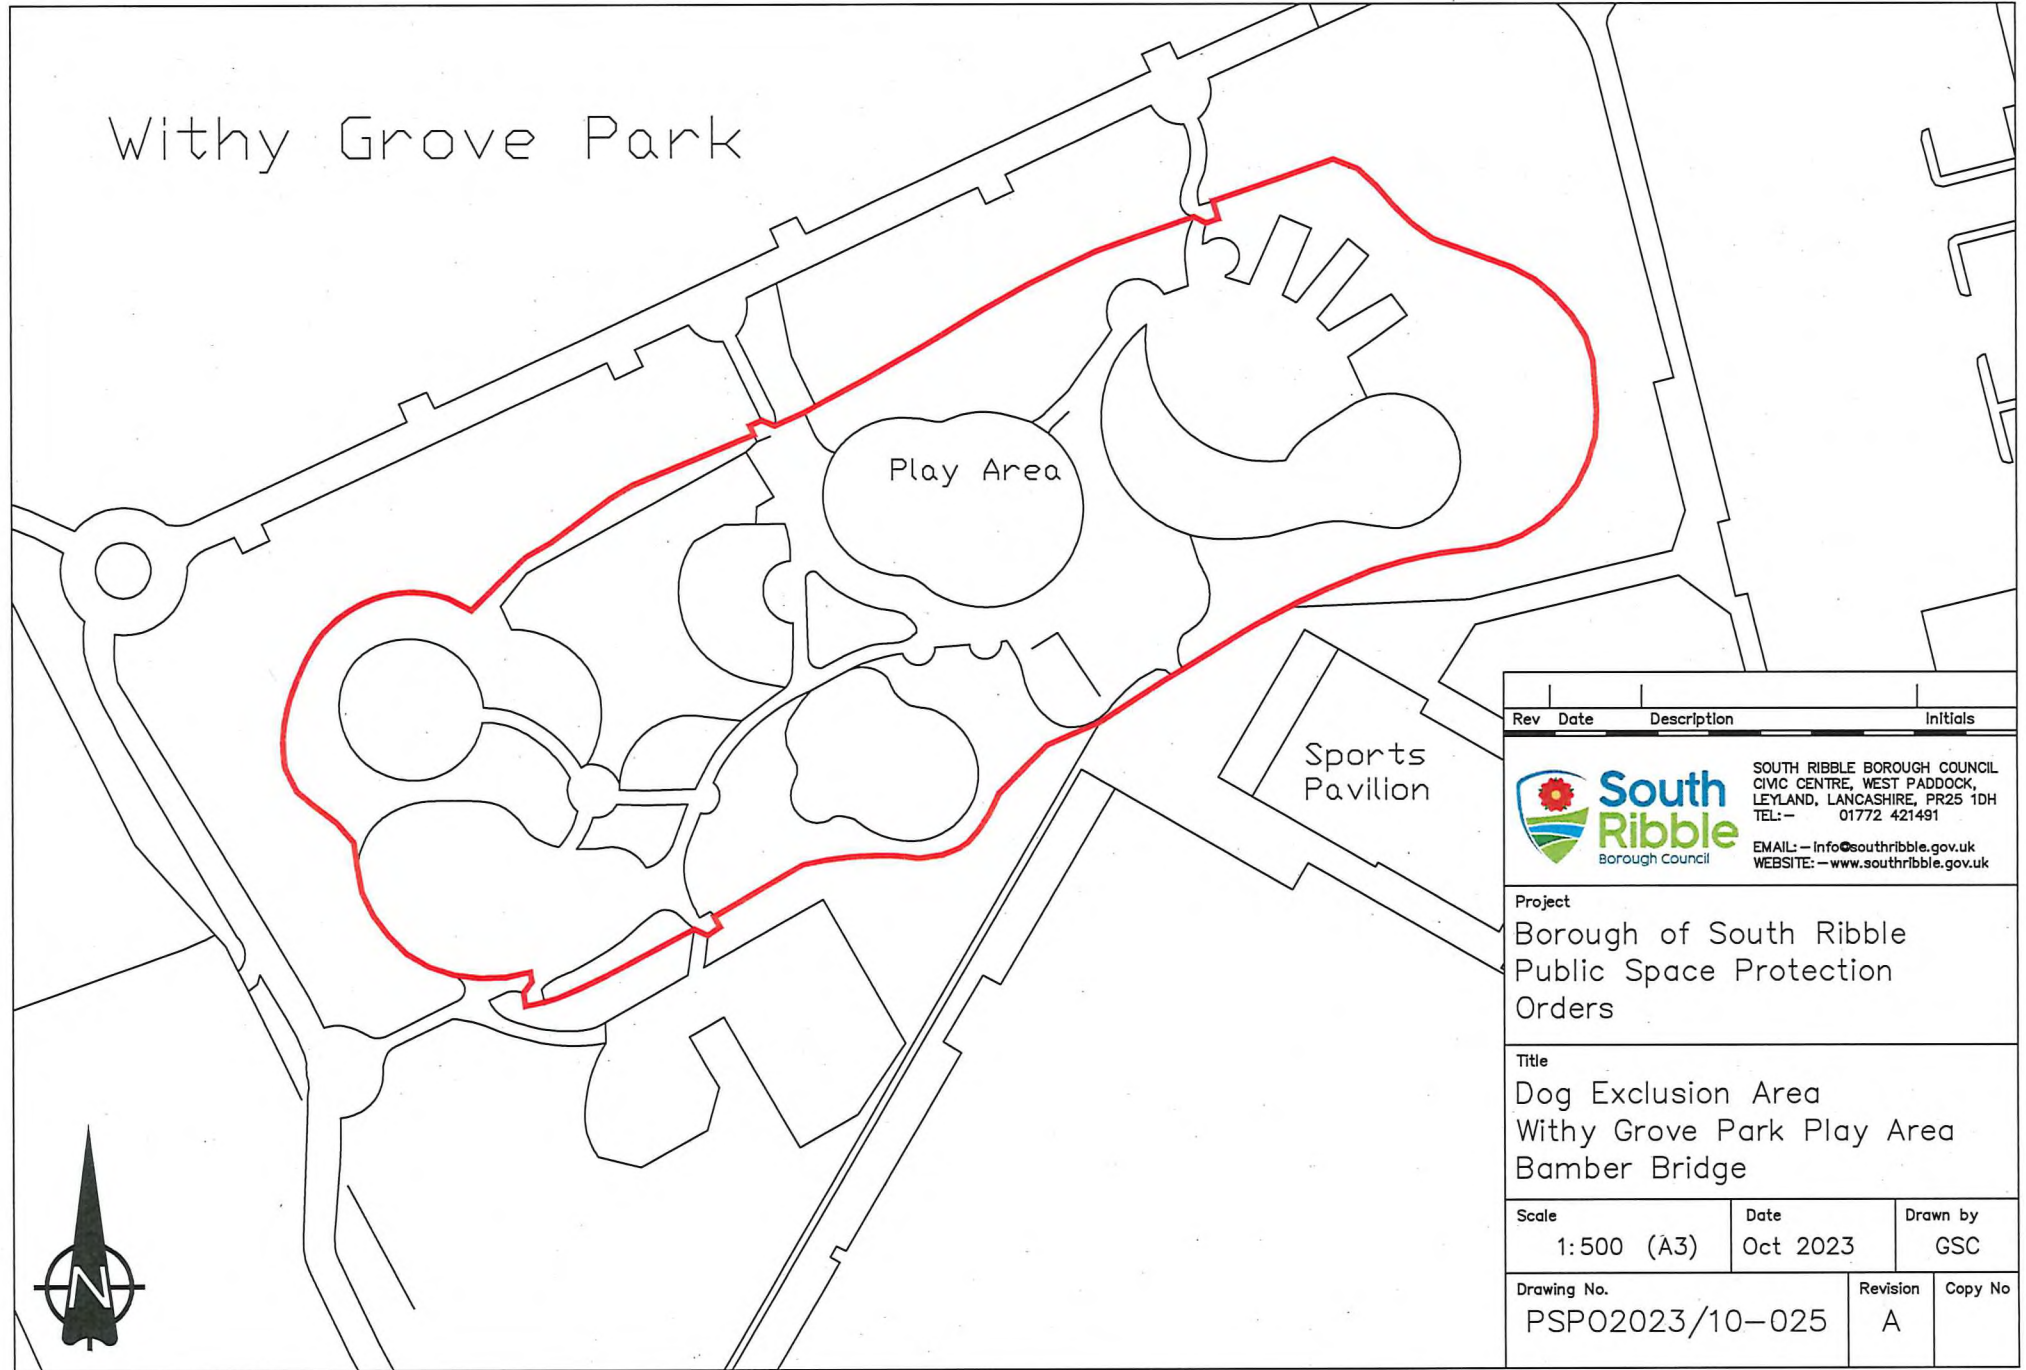 Withy Grove Park
Play Area
Sports
Pavilion
N
Rev Date Description Initials
South
Ribble
Borough Council
SOUTH RIBBLE BOROUGH COUNCIL
CIVIC CENTRE, WEST PADDOCK,
LEYLAND, LANCASHIRE, PR25 1DH
TEL:- 01772 421491
EMAIL:-info@southribble.gov.uk
WEBSITE:-www.southribble.gov.uk
Project
Borough of South Ribble
Public Space Protection
Orders
Title
Dog Exclusion Area
Withy Grove Park Play Area
Bamber Bridge
Scale Date Drawn by
1:500 (A3) Oct 2023 GSC
Drawing No. Revision Copy No
PSPO2023/10-025 A